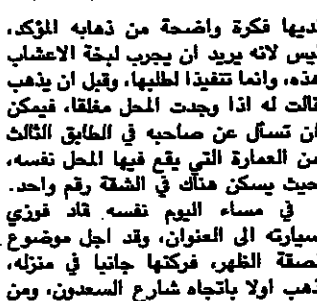 لديها فكرة واضحة من ذهابه المؤكد،
ليس لانه يريد ان يجرب لبخة الاعشاب
هذه، وانما تنفيذا لطلبها، وقبل ان يذهب
قالت له اذا وجدت المحل مغلقا، فيمكن
ان تسأل عن صاحبه في الطابق الثالث
من العمارة التي يقع فيها المحل نفسه،
حيث يسكن هناك في الشقة رقم واحد.
في مساء اليوم نفسه قاد فوزي
سيارته الى العنوان، وقد اجل موضوع
لصقة الظهر، فركنها جانبا في منزله،
ذهب اولا باتجاه شارع السعدون، ومن